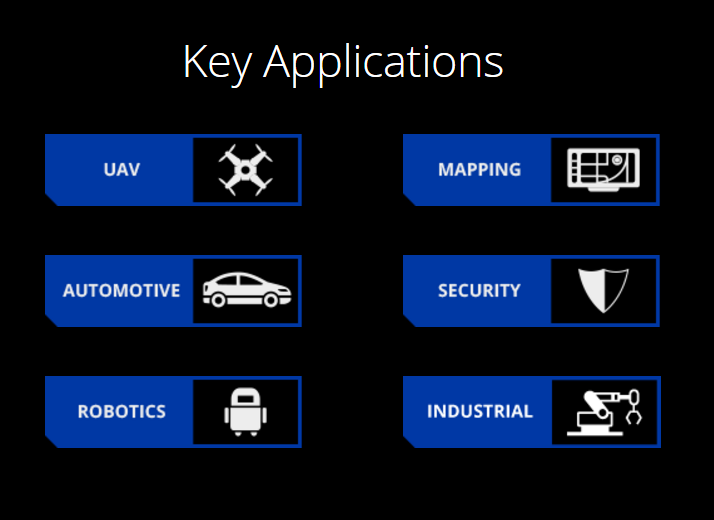 Key Applications
UAV
MAPPING
AUTOMOTIVE
SECURITY
ROBOTICS
INDUSTRIAL